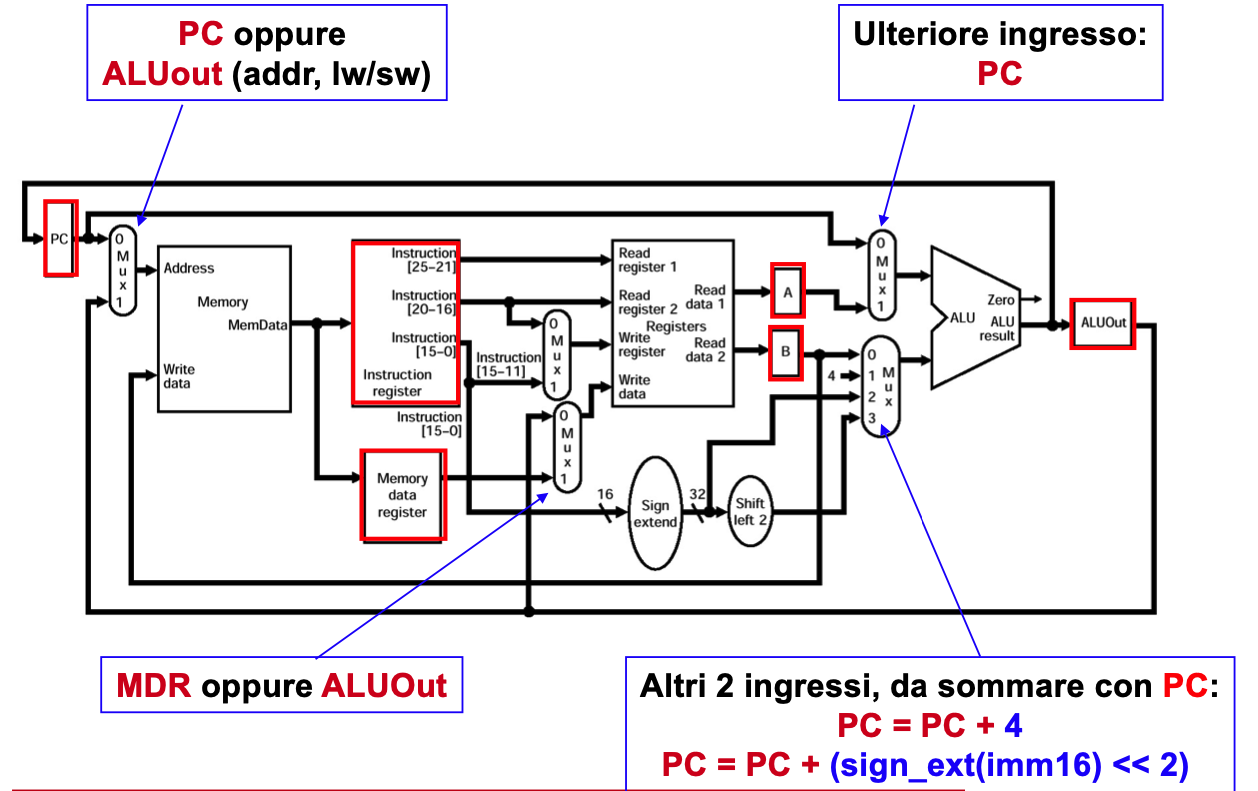 PC oppure
ALUout (addr, lw/sw)
Ulteriore ingresso:
PC
PC
0
M
u
x
1
Address
Memory
MemData
Write
data
Instruction
[25–21]
Instruction
[20–16]
Instruction
[15–0]
Instruction
register
Instruction
[15–0]
Memory
data
register
Instruction
[15–11]
0
M
u
x
1
0
M
u
x
1
Read
register 1
Read
register 2
Registers
Write
register
Write
data
Read
data 1
Read
data 2
16
Sign
extend
32
Shift
left 2
A
B
4
0
M
u
x
1
0
1
2
3
M
u
x
Zero
ALU
ALU
result
ALUOut
MDR oppure ALUOut
Altri 2 ingressi, da sommare con PC:
PC = PC + 4
PC = PC + (sign_ext(imm16) << 2)